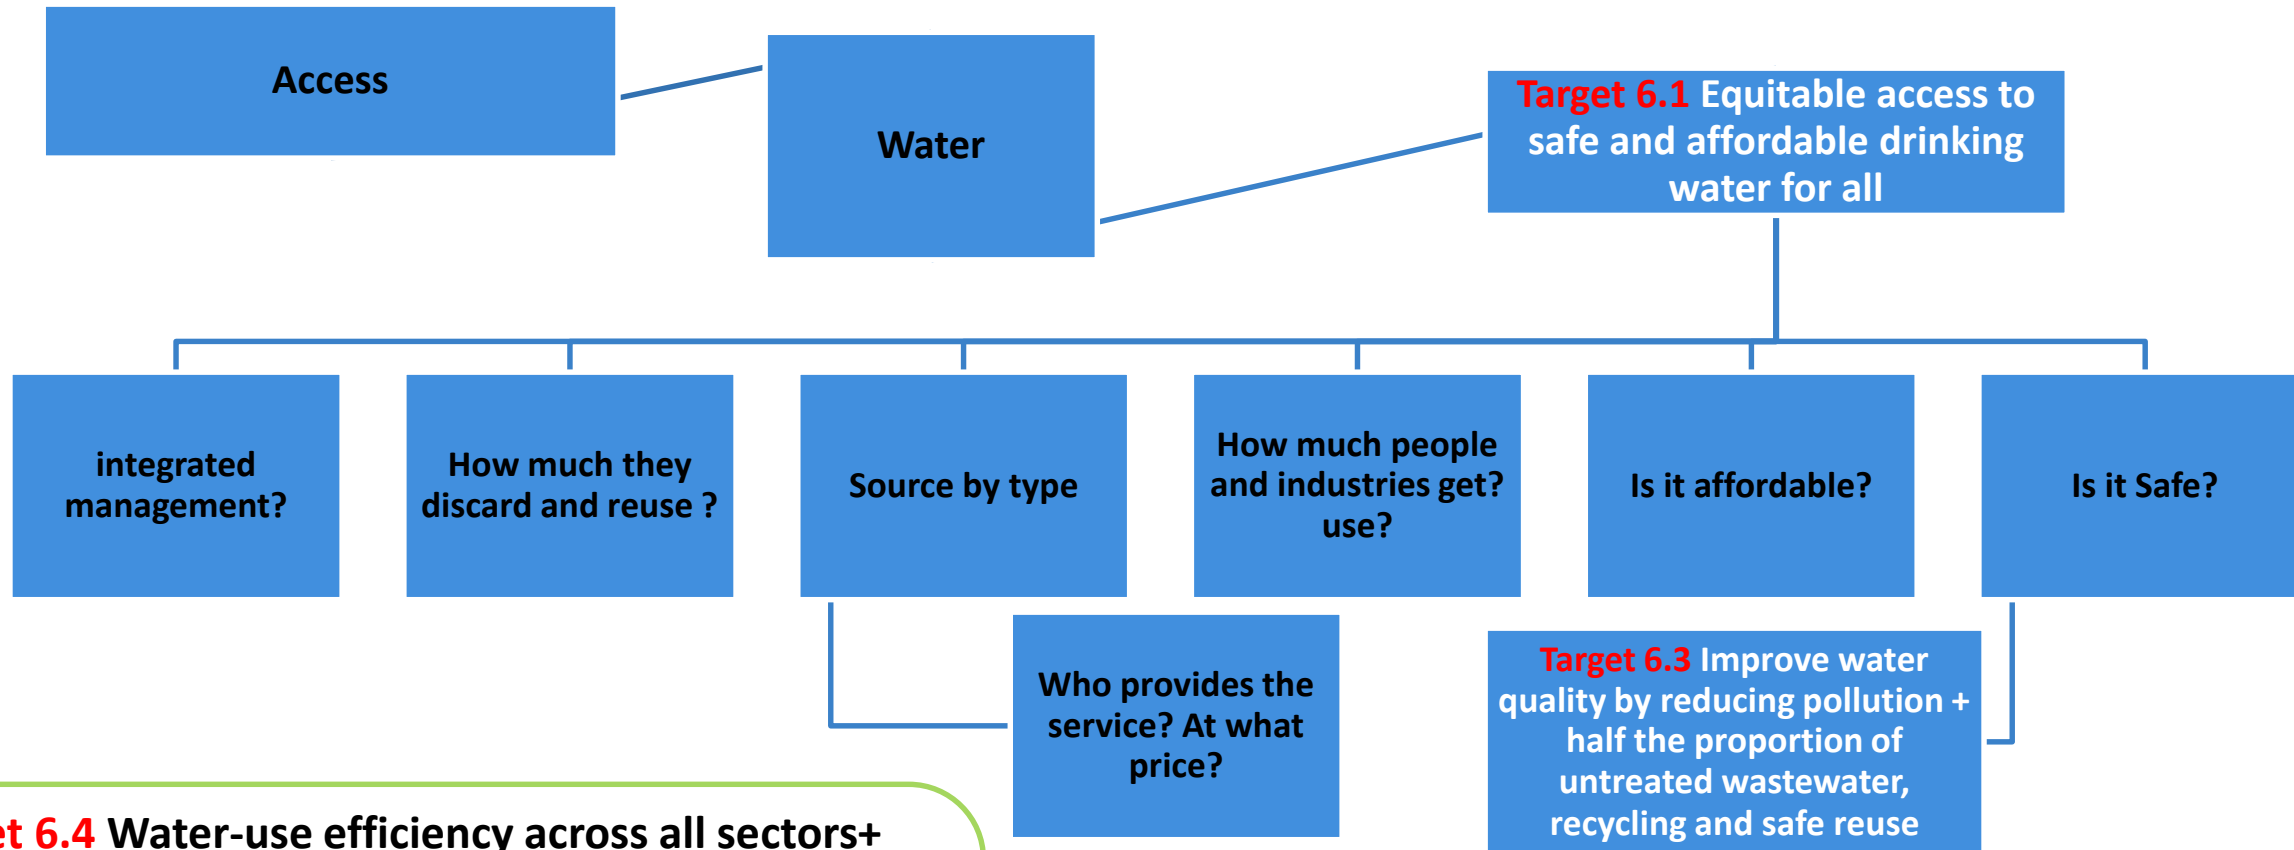 Access
Water
Target 6.1 Equitable access to
safe and affordable drinking
water for all
integrated
management?
How much they
discard and reuse ?
Source by type
How much people
and industries get?
use?
Is it affordable?
Is it Safe?
Who provides the
service? At what
price?
Target 6.3 Improve water
quality by reducing pollution +
half the proportion of
untreated wastewater,
recycling and safe reuse
6.4 Water-use efficiency across all sectors+